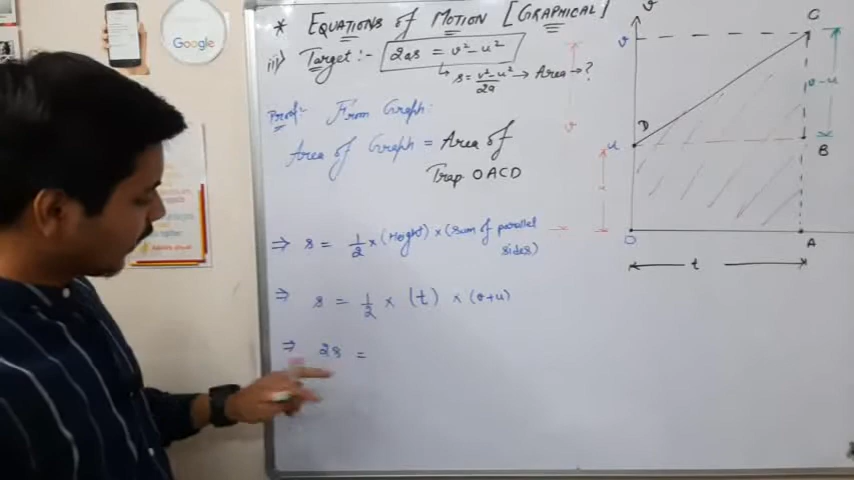 * EQUATIONS of MOTION [GRAPHICAL]
iii) Target :- 2as = v² - u²
↳ s = v² - u² / 2a → Area → ?
Proof:- From Graph:
Area of Graph = Area of
Trap OACD
⇒ s = 1/2 × (Height) × (sum of parallel
sides)
⇒ s = 1/2 × (t) × (v+u)
⇒ 2s =
v
v
C
D
u
v-u
B
v
O
A
t
Google